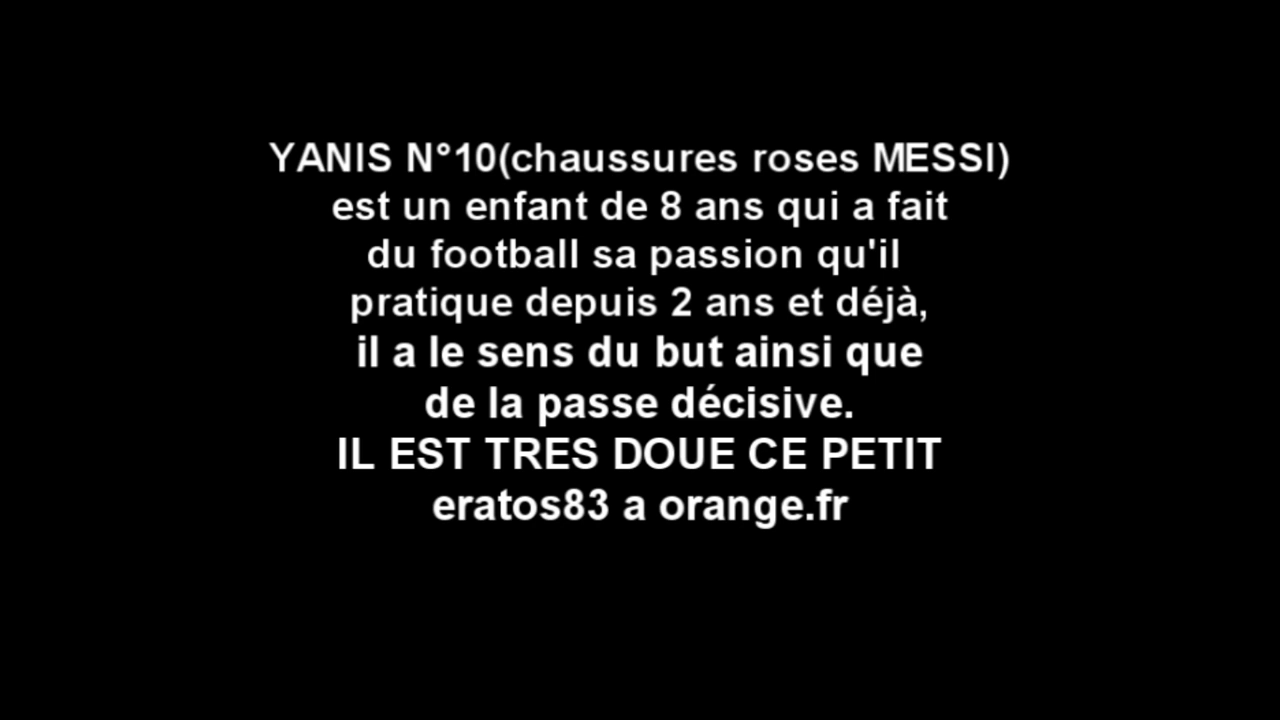 YANIS N°10(chaussures roses MESSI)
est un enfant de 8 ans qui a fait
du football sa passion qu'il
pratique depuis 2 ans et déjà,
il a le sens du but ainsi que
de la passe décisive.
IL EST TRES DOUE CE PETIT
eratos83 a orange.fr